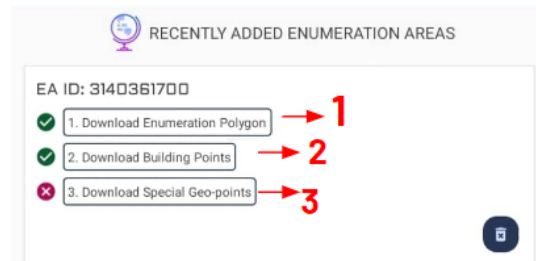 RECENTLY ADDED ENUMERATION AREAS
EA ID: 3140361700
1. Download Enumeration Polygon 1
2. Download Building Points 2
3. Download Special Geo-points 3